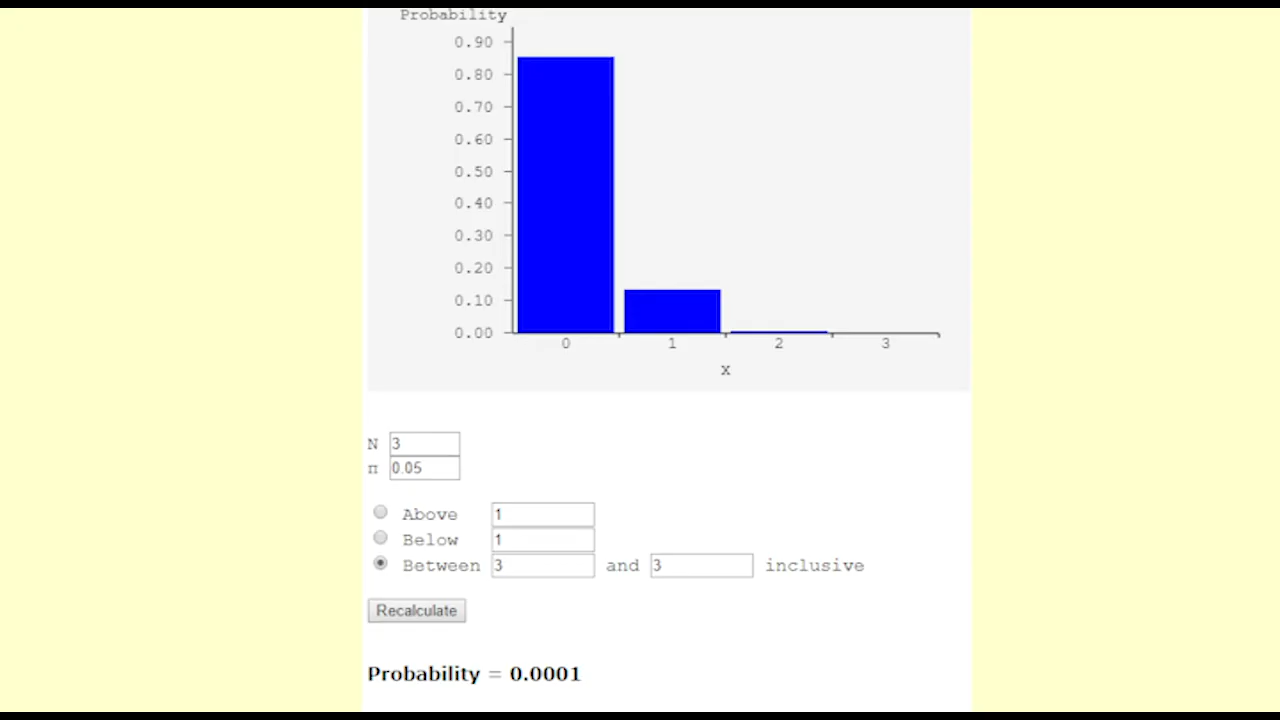 Probability
0.90
0.80
0.70
0.60
0.50
0.40
0.30
0.20
0.10
0.00
0 1 2 3
X
N 3
π 0.05
Above 1
Below 1
Between 3 and 3 inclusive
Recalculate
Probability = 0.0001